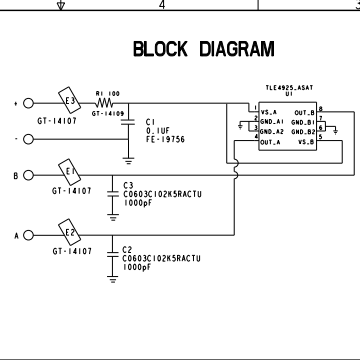 4
3
BLOCK DIAGRAM
TLE4925_ASAT
U1
+
E3
R1 100
GT-14107
GT-14109
C1
0.1UF
FE-19756
1
2
3
4
VS_A
GND_A1
GND_A2
OUT_A
OUT_B
GND_B1
GND_B2
VS_B
8
7
6
5
-
B
E1
GT-14107
C3
C0603C102K5RACTU
1000pF
A
E2
GT-14107
C2
C0603C102K5RACTU
1000pF